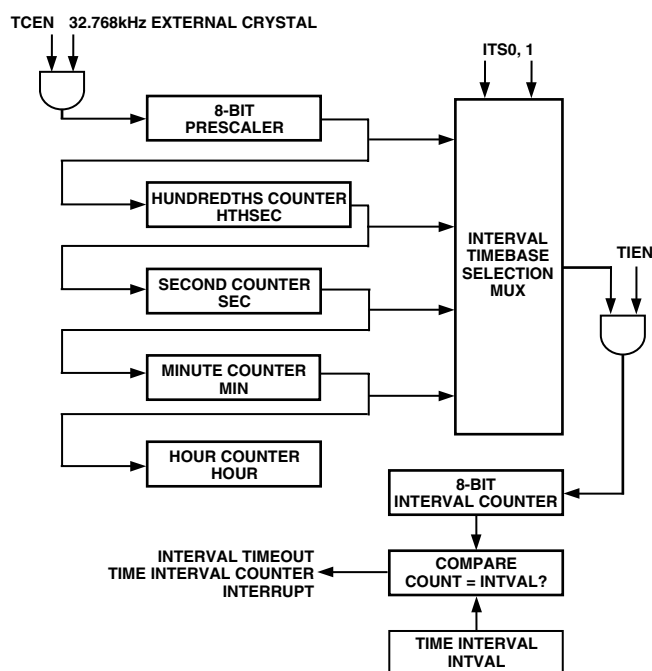 TCEN 32.768kHz EXTERNAL CRYSTAL
ITS0, 1
8-BIT
PRESCALER
HUNDREDTHS COUNTER
HTHSEC
INTERVAL
TIMEBASE
SELECTION
MUX
TIEN
SECOND COUNTER
SEC
MINUTE COUNTER
MIN
HOUR COUNTER
HOUR
8-BIT
INTERVAL COUNTER
INTERVAL TIMEOUT
TIME INTERVAL COUNTER
INTERRUPT
COMPARE
COUNT = INTVAL?
TIME INTERVAL
INTVAL